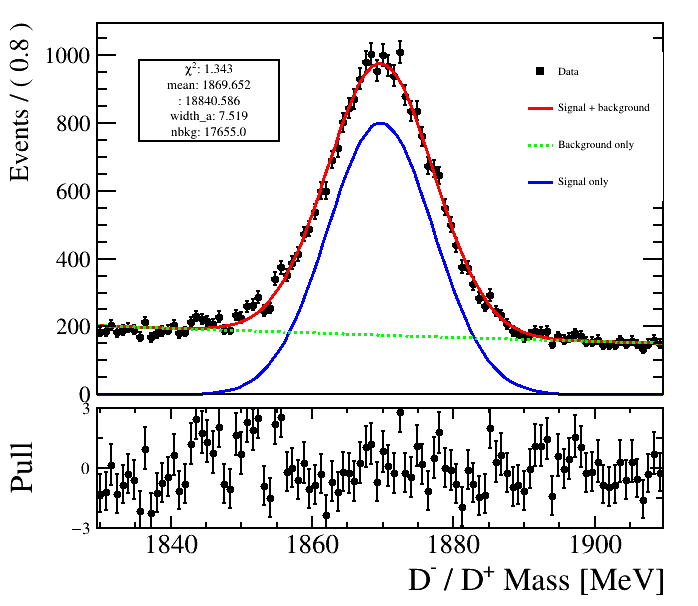 Events / ( 0.8 )
1000
800
600
400
200
0
χ²: 1.343
mean: 1869.652
: 18840.586
width_a: 7.519
nbkg: 17655.0
Data
Signal + background
Background only
Signal only
Pull
3
0
−3
1840 1860 1880 1900
D⁻ / D⁺ Mass [MeV]